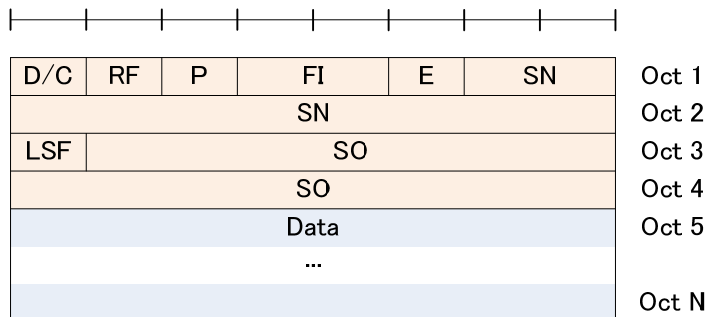 D/C RF P FI E SN Oct 1
SN Oct 2
LSF SO Oct 3
SO Oct 4
Data Oct 5
...
Oct N